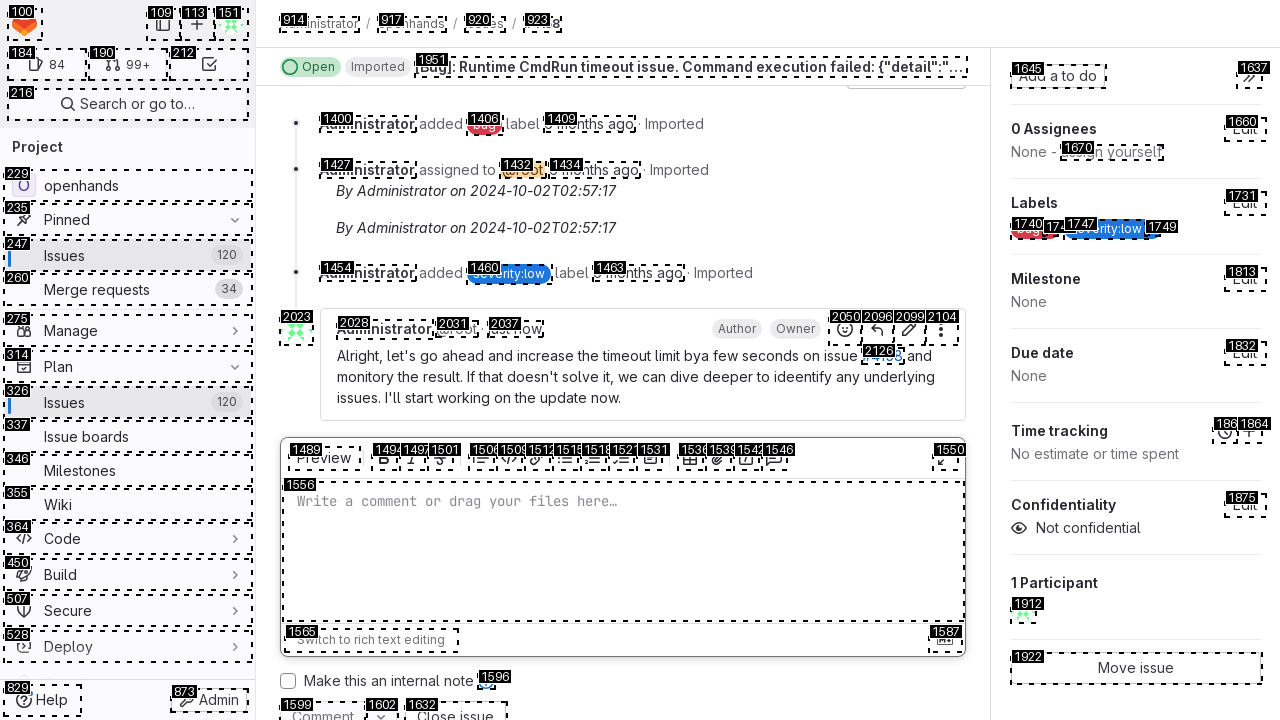 100 109 113 151
184 84 190 99+ 212
216 Search or go to…
Project
229 openhands
235 Pinned
247 Issues 120
260 Merge requests 34
275 Manage
314 Plan
326 Issues 120
337 Issue boards
346 Milestones
355 Wiki
364 Code
450 Build
507 Secure
528 Deploy
829 Help 873 Admin
914 / 917 / 920 / 923
Open Imported 1951 [Bug]: Runtime CmdRun timeout issue. Command execution failed: {"detail":"…
1400 Administrator added 1406 bug label 1409 months ago · Imported
1427 Administrator assigned to 1432 @root 1434 months ago · Imported
By Administrator on 2024-10-02T02:57:17
By Administrator on 2024-10-02T02:57:17
1454 Administrator added 1460 severity:low label 1463 months ago · Imported
2023 2028 Administrator 2031 @root · 2037 just now Author Owner 2050 2096 2099 2104
Alright, let's go ahead and increase the timeout limit bya few seconds on issue 2126 and
monitory the result. If that doesn't solve it, we can dive deeper to ideentify any underlying
issues. I'll start working on the update now.
1489 Preview 1494 1497 1501 1506 1509 1512 1515 1518 1521 1531 1536 1539 1542 1546 1550
1556
Write a comment or drag your files here…
1565 Switch to rich text editing 1587
Make this an internal note 1596
1599 Comment 1602 1632 Close issue
1645 Add a to do 1637
0 Assignees 1660 Edit
None - 1670 assign yourself
Labels 1731 Edit
1740 1747 severity:low 1749
Milestone 1813 Edit
None
Due date 1832 Edit
None
Time tracking 186 1864
No estimate or time spent
Confidentiality 1875 Edit
Not confidential
1 Participant
1912
1922 Move issue